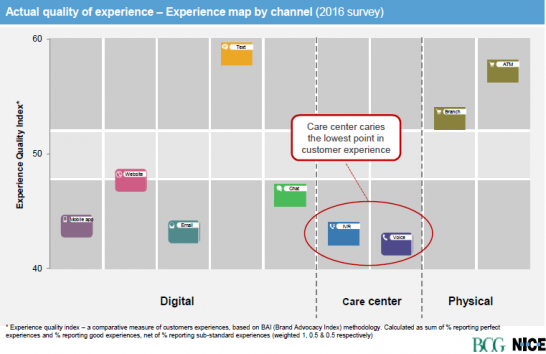 Actual quality of experience – Experience map by channel (2016 survey)
Experience Quality Index*
60
50
40
Text
ATM
Branch
Care center caries
the lowest point in
customer experience
Website
Chat
Mobile app
Email
IVR
Voice
Digital
Care center
Physical
* Experience quality index – a comparative measure of customers experiences, based on BAI (Brand Advocacy Index) methodology. Calculated as sum of % reporting perfect
experiences and % reporting good experiences, net of % reporting sub-standard experiences (weighted 1, 0.5 & 0.5 respectively)
BCG NICE